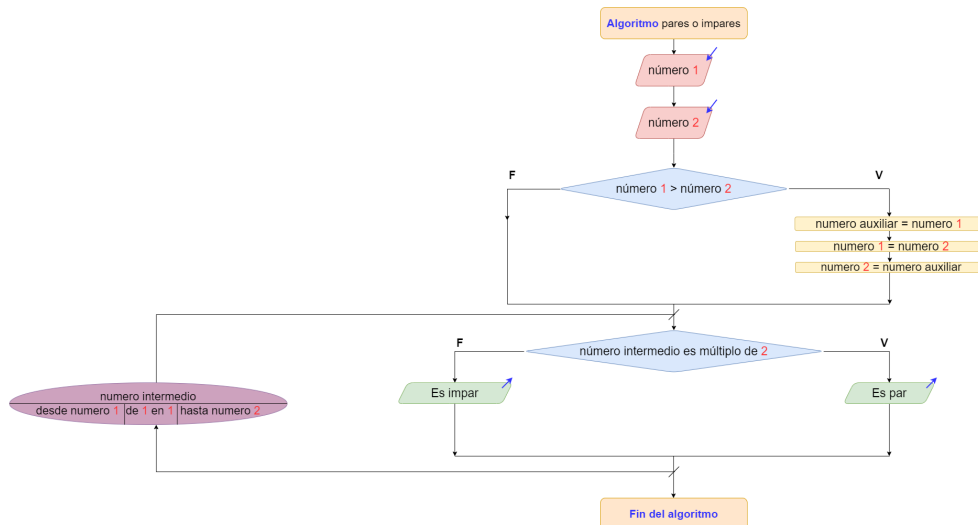 Algoritmo pares o impares
número 1
número 2
F
V
número 1 > número 2
numero auxiliar = numero 1
numero 1 = numero 2
numero 2 = numero auxiliar
F
V
número intermedio es múltiplo de 2
Es impar
Es par
numero intermedio
desde numero 1 de 1 en 1 hasta numero 2
Fin del algoritmo